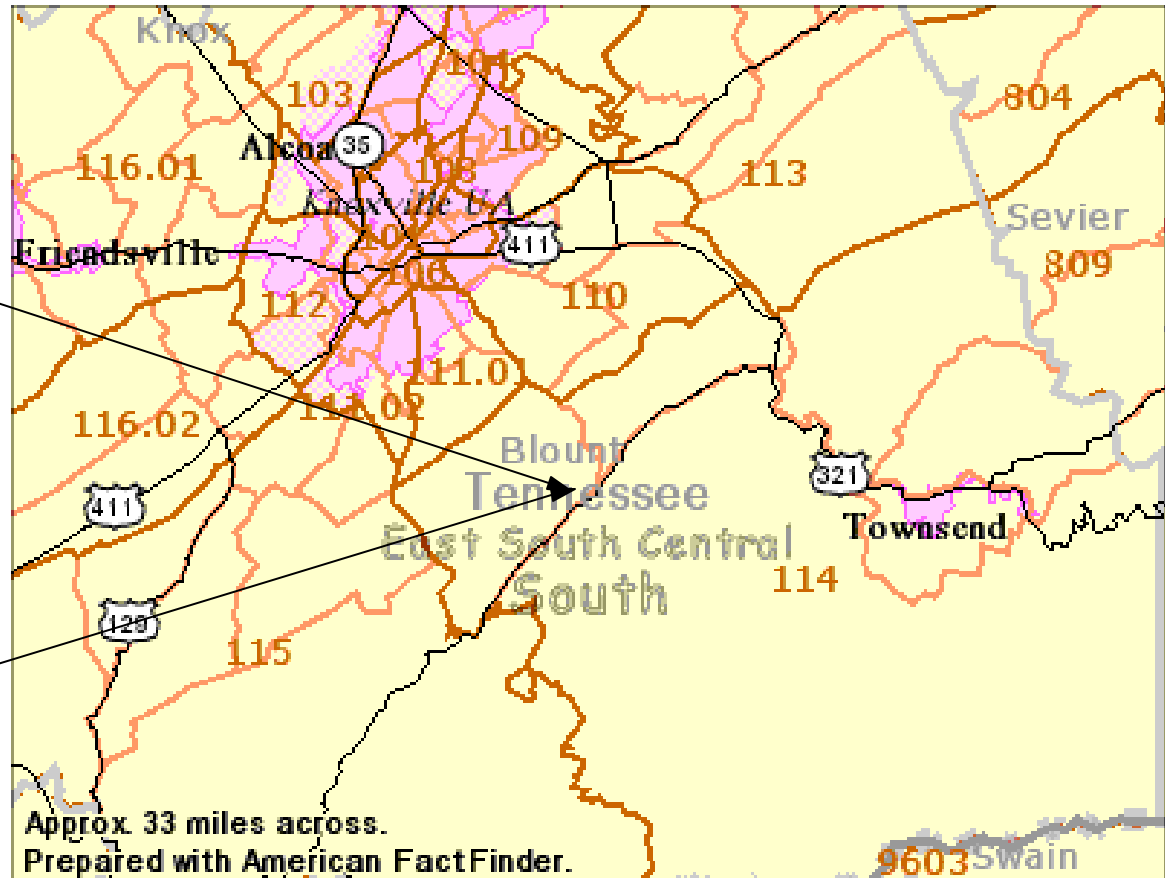 Knox
104
103
804
Alcoa 35
109
116.01
108
113
Knoxville UA
Sevier
411
Friendsville
809
106
112
110
111.01
111.02
116.02
Blount
321
Tennessee
411
Townsend
East South Central
114
South
129
115
Approx. 33 miles across.
Prepared with American FactFinder.
9603 Swain